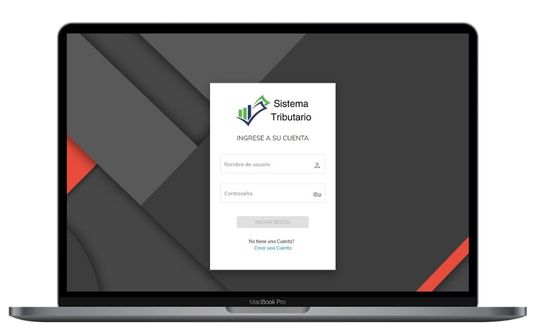 Sistema
Tributario
INGRESE A SU CUENTA
Nombre de usuario
Contraseña
INICIAR SESIÓN
No tiene una Cuenta?
Crear una Cuenta
MacBook Pro